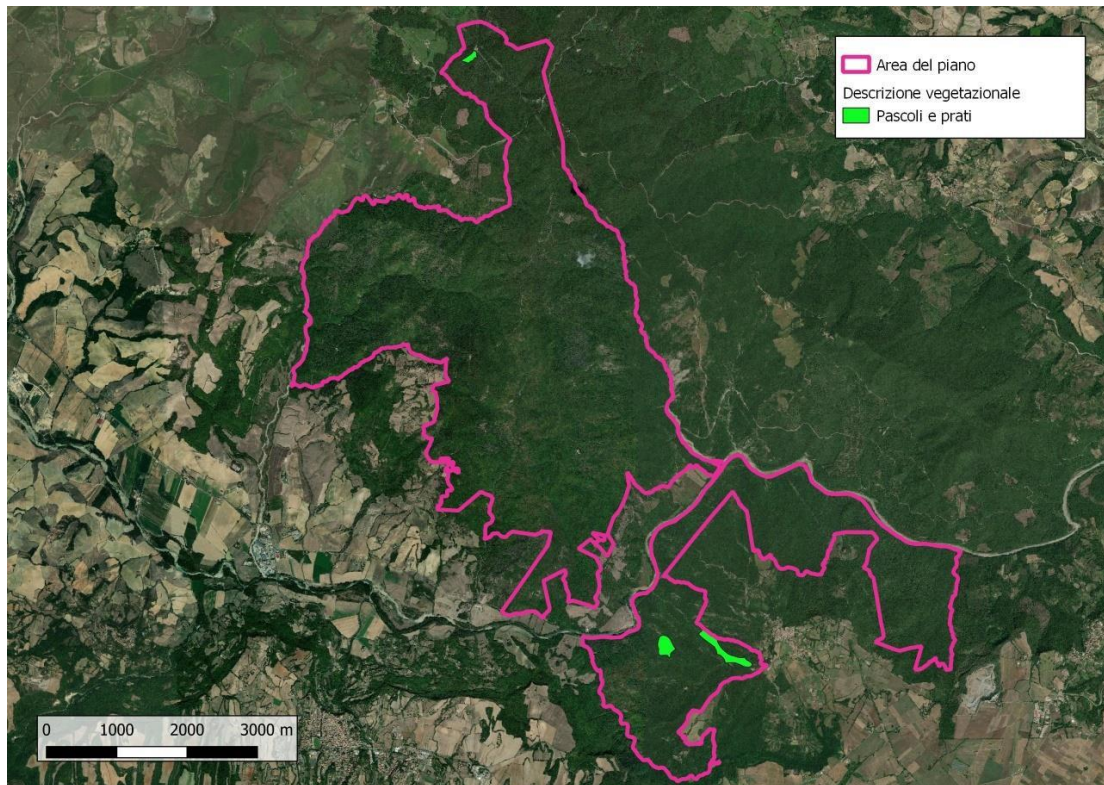 Area del piano
Descrizione vegetazionale
Pascoli e prati
0 1000 2000 3000 m